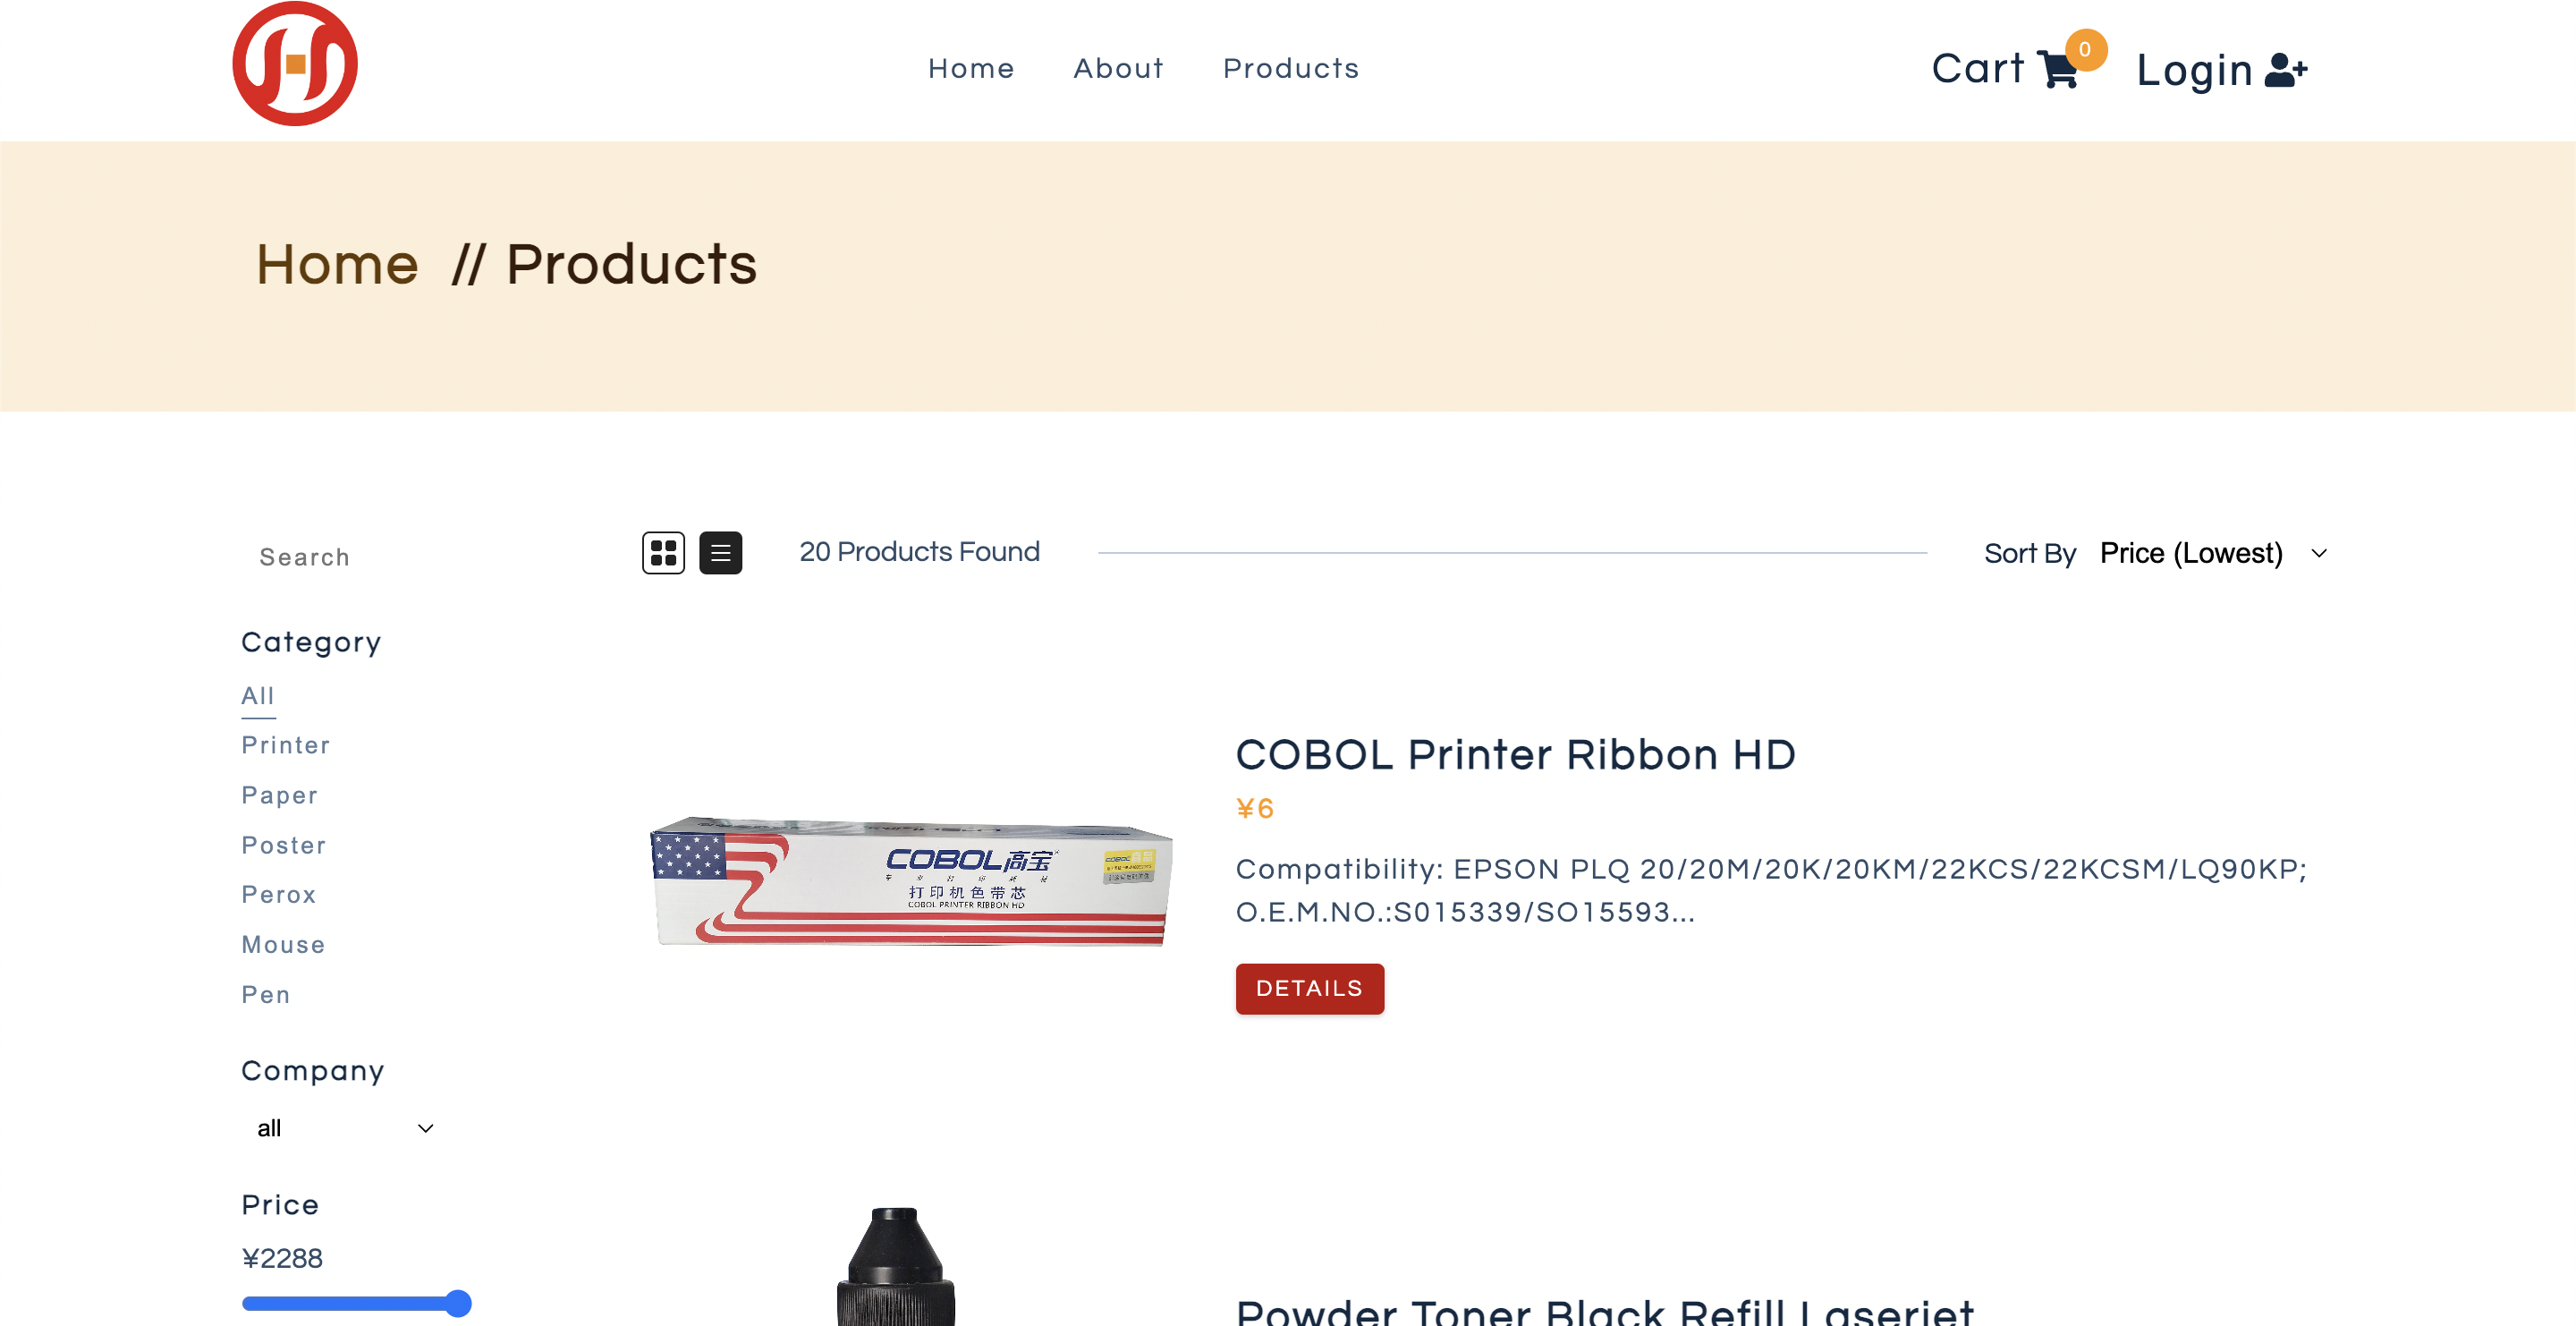 Home About Products
Cart 0 Login
Home // Products
Search
20 Products Found
Sort By Price (Lowest)
Category
All
Printer
Paper
Poster
Perox
Mouse
Pen
Company
all
Price
¥2288
COBOL高宝
打印机色带芯
COBOL PRINTER RIBBON HD
COBOL Printer Ribbon HD
¥6
Compatibility: EPSON PLQ 20/20M/20K/20KM/22KCS/22KCSM/LQ90KP;
O.E.M.NO.:S015339/SO15593...
DETAILS
Powder Toner Black Refill Laserjet